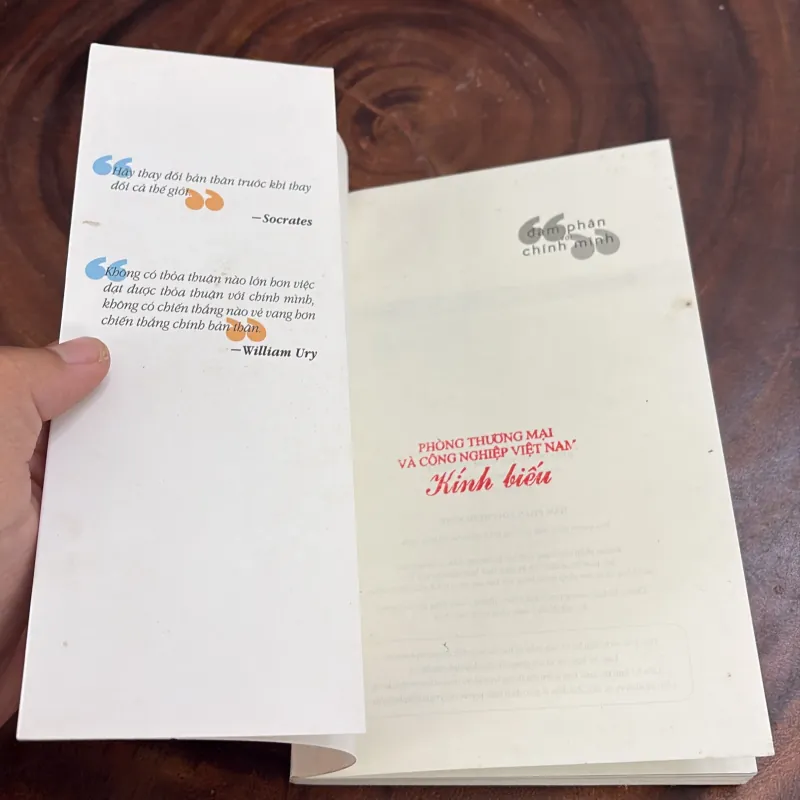 Hãy thay đổi bản thân trước khi thay
đổi cả thế giới.
—Socrates
Không có thỏa thuận nào lớn hơn việc
đạt được thỏa thuận với chính mình,
không có chiến thắng nào vẻ vang hơn
chiến thắng chính bản thân.
—William Ury
đàm phán
với
chính mình
PHÒNG THƯƠNG MẠI
VÀ CÔNG NGHIỆP VIỆT NAM
Kính biếu